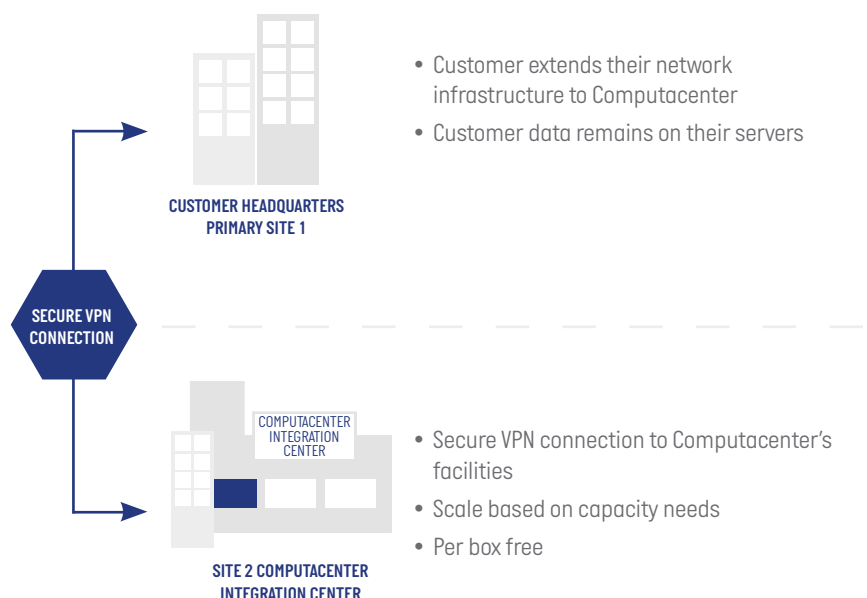 • Customer extends their network
infrastructure to Computacenter
• Customer data remains on their servers
CUSTOMER HEADQUARTERS
PRIMARY SITE 1
SECURE VPN
CONNECTION
COMPUTACENTER
INTEGRATION
CENTER
• Secure VPN connection to Computacenter's
facilities
• Scale based on capacity needs
• Per box free
SITE 2 COMPUTACENTER
INTEGRATION CENTER